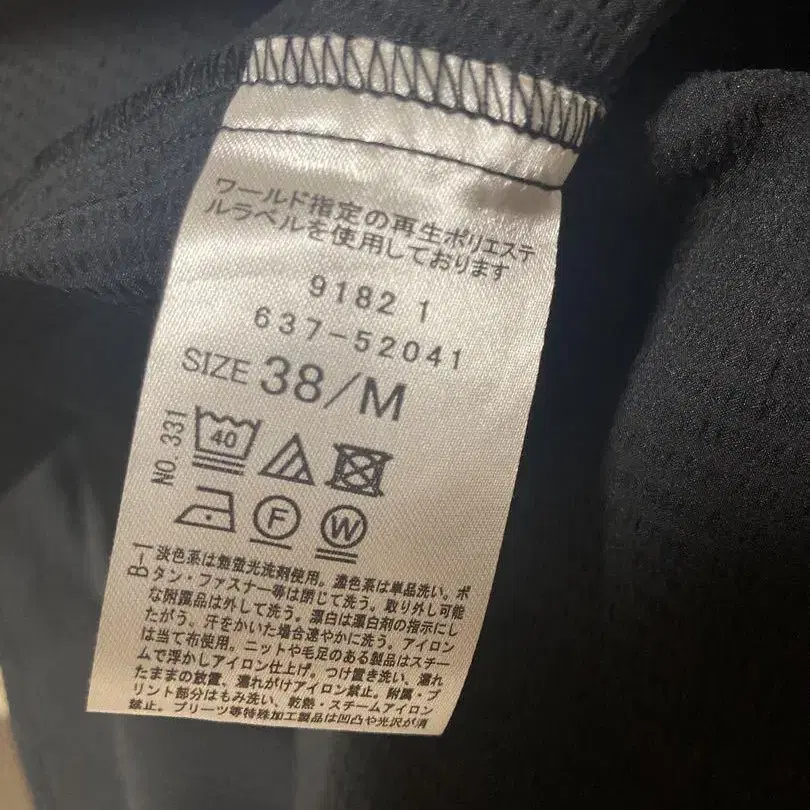 ワールド指定の再生ポリエステ
ルラベルを使用しております
9182 1
637-52041
SIZE 38/M
NO.331
40
F
W
B-1
淡色系は無蛍光洗剤使用。濃色系は単品洗い。ボ
タン・ファスナー等は閉じて洗う。取り外し可能
な附属品は外して洗う。漂白は漂白剤の指示にし
たがう。汗をかいた場合速やかに洗う。アイロン
は当て布使用。ニットや毛足のある製品はスチー
ムで浮かしアイロン仕上げ。つけ置き洗い、濡れ
たままの放置、濡れがけアイロン禁止。附属・プ
リント部分はもみ洗い、乾熱・スチームアイロン
禁止。プリーツ等特殊加工製品は凹凸や光沢が消